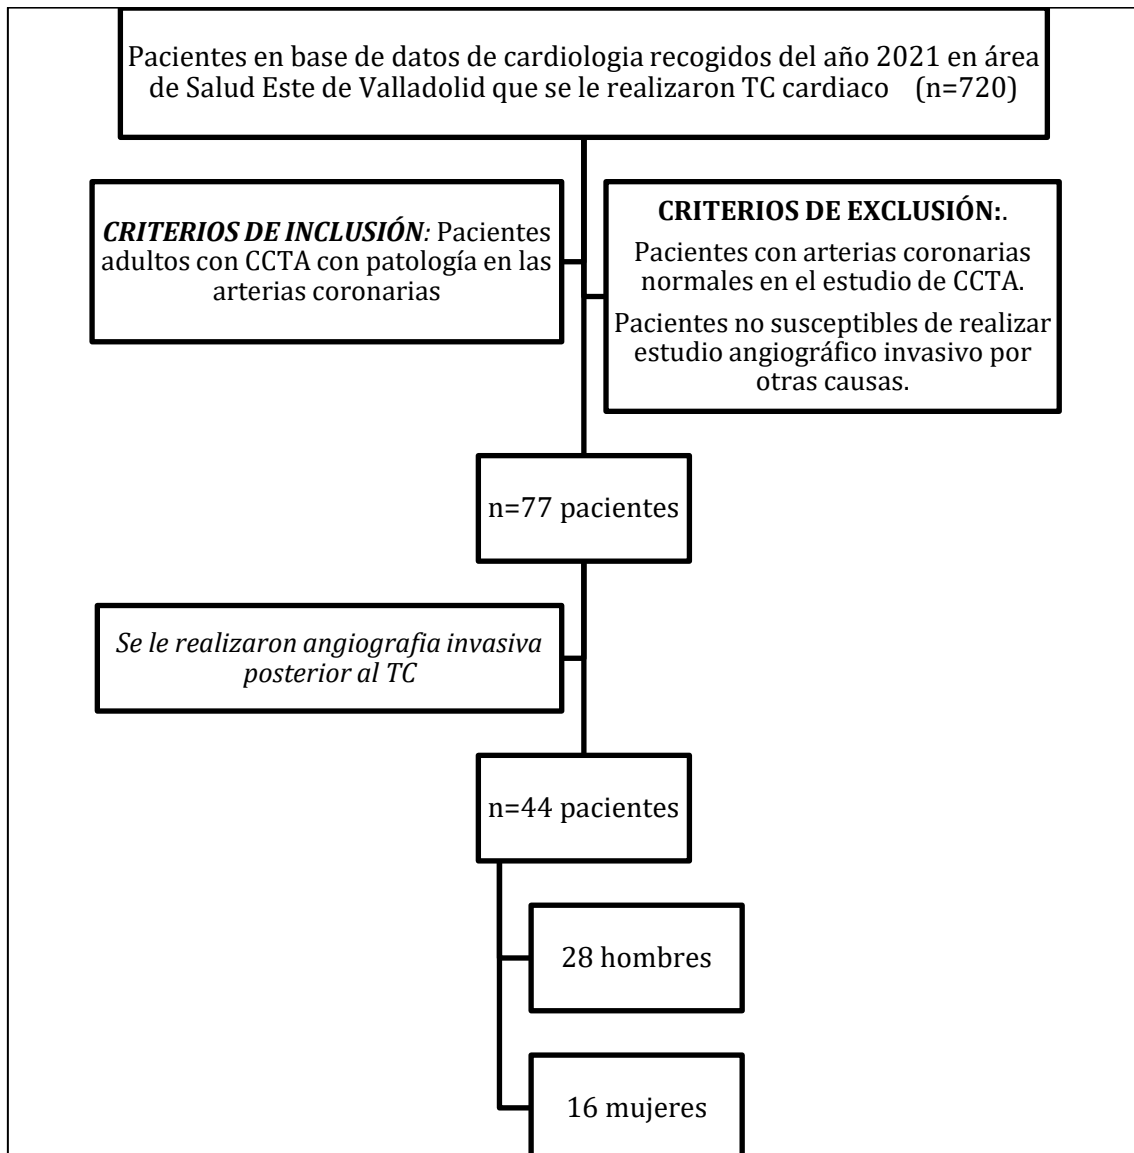 Pacientes en base de datos de cardiologia recogidos del año 2021 en área
de Salud Este de Valladolid que se le realizaron TC cardiaco (n=720)
CRITERIOS DE INCLUSIÓN: Pacientes
adultos con CCTA con patología en las
arterias coronarias
CRITERIOS DE EXCLUSIÓN:.
Pacientes con arterias coronarias
normales en el estudio de CCTA.
Pacientes no susceptibles de realizar
estudio angiográfico invasivo por
otras causas.
n=77 pacientes
Se le realizaron angiografia invasiva
posterior al TC
n=44 pacientes
28 hombres
16 mujeres